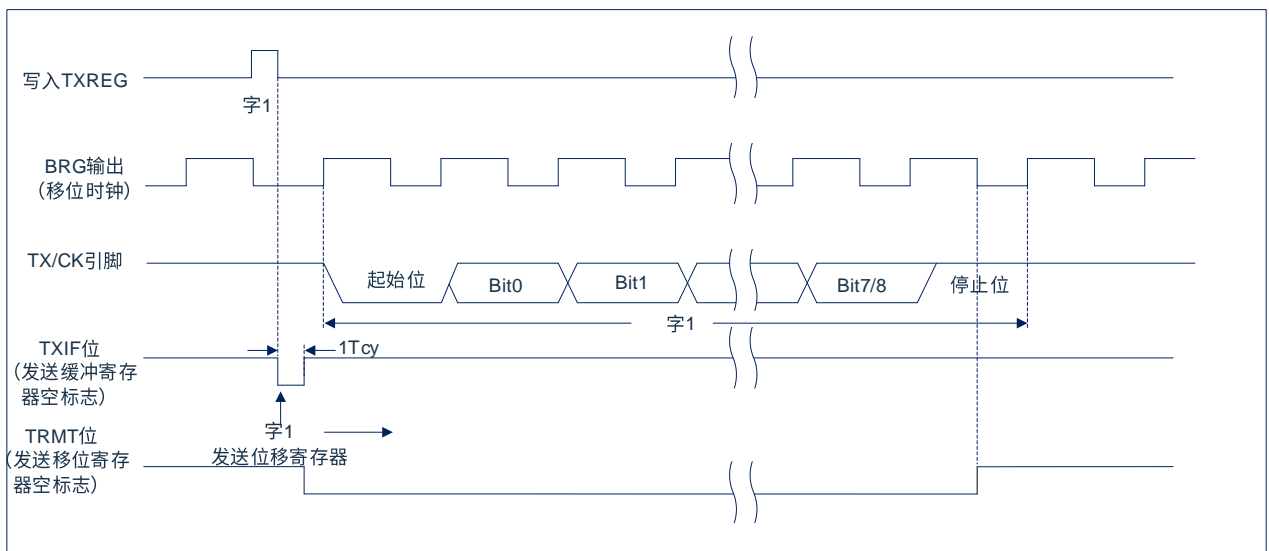 写入TXREG
字1
BRG输出
（移位时钟）
TX/CK引脚
起始位
Bit0
Bit1
Bit7/8
停止位
字1
TXIF位
（发送缓冲寄存
器空标志）
1Tcy
字1
发送位移寄存器
TRMT位
（发送移位寄存
器空标志）